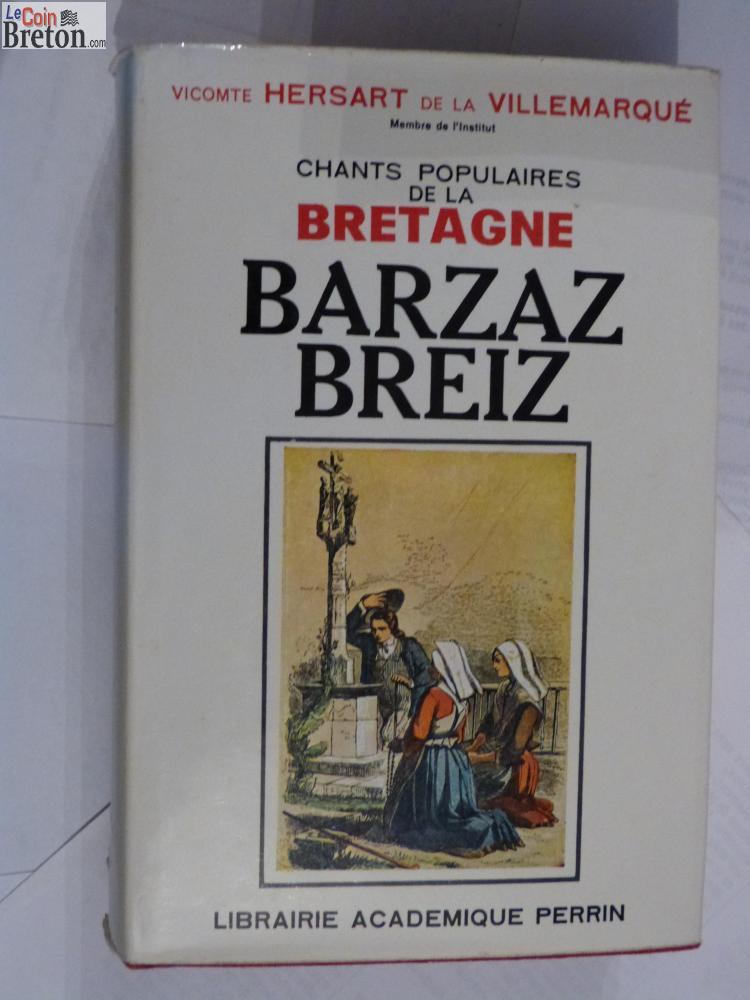 Le Coin
Breton.com
VICOMTE HERSART DE LA VILLEMARQUÉ
Membre de l'Institut
CHANTS POPULAIRES
DE LA
BRETAGNE
BARZAZ
BREIZ
LIBRAIRIE ACADEMIQUE PERRIN